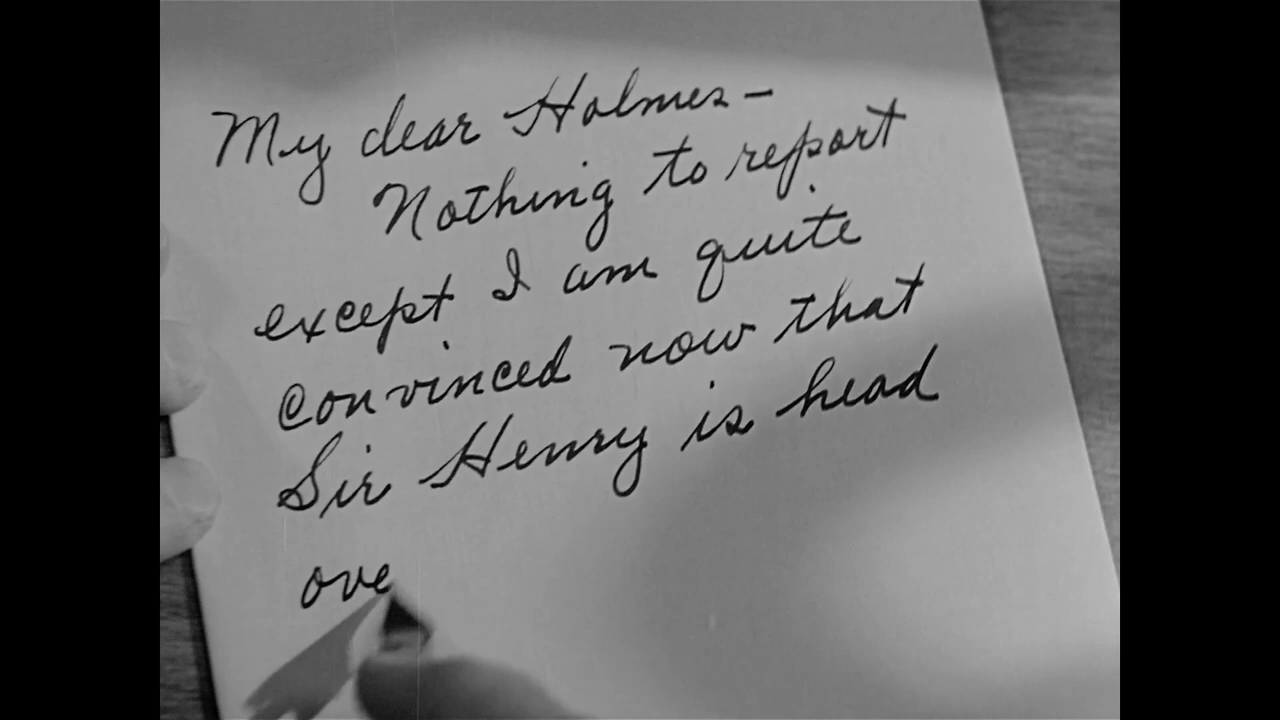 My dear Holmes —
Nothing to report
except I am quite
convinced now that
Sir Henry is head
ove